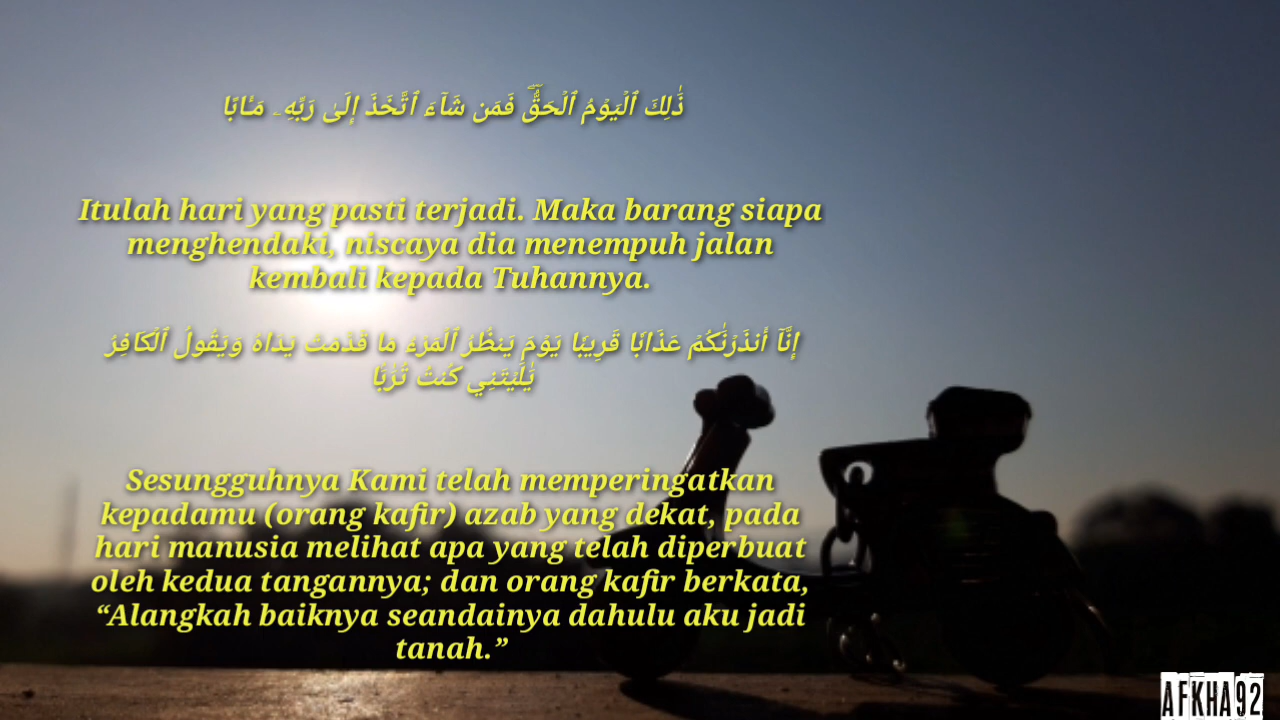 ذَٰلِكَ ٱلۡيَوۡمُ ٱلۡحَقُّۖ فَمَن شَآءَ ٱتَّخَذَ إِلَىٰ رَبِّهِۦ مَـَٔابًا
Itulah hari yang pasti terjadi. Maka barang siapa
menghendaki, niscaya dia menempuh jalan
kembali kepada Tuhannya.
إِنَّآ أَنذَرۡنَٰكُمۡ عَذَابٗا قَرِيبٗا يَوۡمَ يَنظُرُ ٱلۡمَرۡءُ مَا قَدَّمَتۡ يَدَاهُ وَيَقُولُ ٱلۡكَافِرُ
يَٰلَيۡتَنِي كُنتُ تُرَٰبَۢا
Sesungguhnya Kami telah memperingatkan
kepadamu (orang kafir) azab yang dekat, pada
hari manusia melihat apa yang telah diperbuat
oleh kedua tangannya; dan orang kafir berkata,
“Alangkah baiknya seandainya dahulu aku jadi
tanah.”
AFKHA92